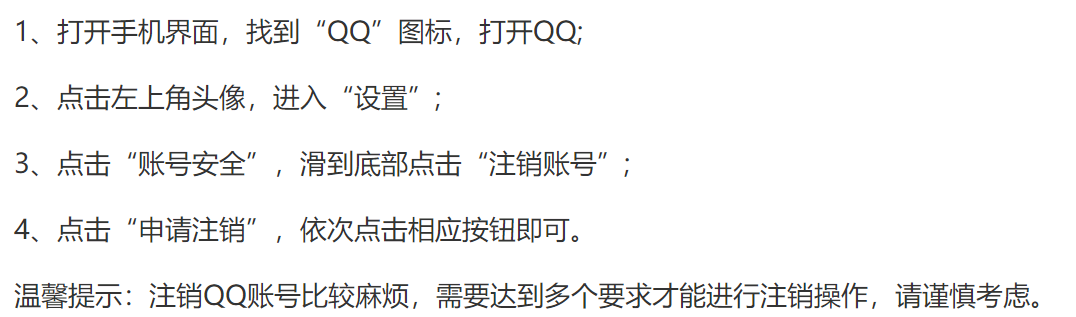 1、打开手机界面，找到“QQ”图标，打开QQ;
2、点击左上角头像，进入“设置”；
3、点击“账号安全”，滑到底部点击“注销账号”；
4、点击“申请注销”，依次点击相应按钮即可。
温馨提示：注销QQ账号比较麻烦，需要达到多个要求才能进行注销操作，请谨慎考虑。